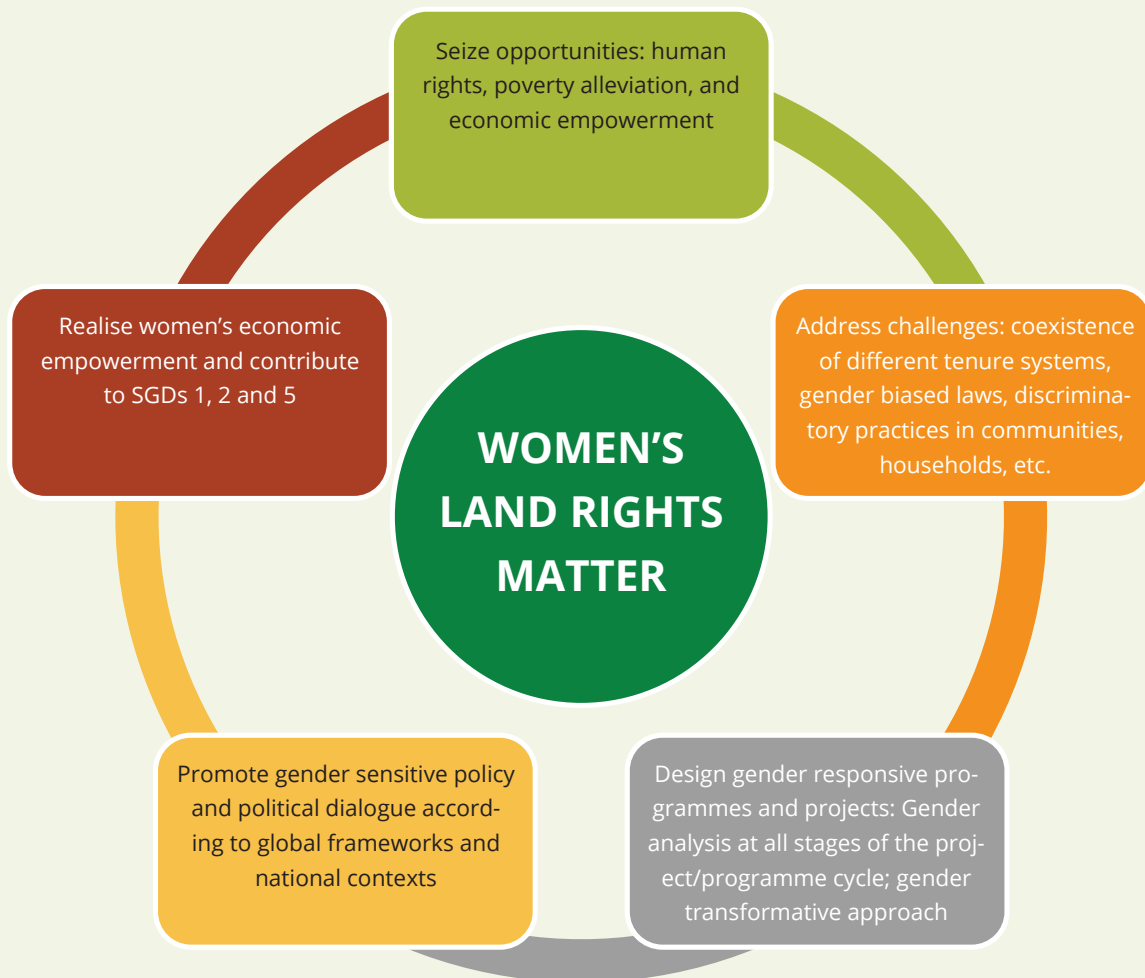 Seize opportunities: human
rights, poverty alleviation, and
economic empowerment
Realise women’s economic
empowerment and contribute
to SGDs 1, 2 and 5
Address challenges: coexistence
of different tenure systems,
gender biased laws, discrimina-
tory practices in communities,
households, etc.
WOMEN’S
LAND RIGHTS
MATTER
Promote gender sensitive policy
and political dialogue accord-
ing to global frameworks and
national contexts
Design gender responsive pro-
grammes and projects: Gender
analysis at all stages of the proj-
ect/programme cycle; gender
transformative approach